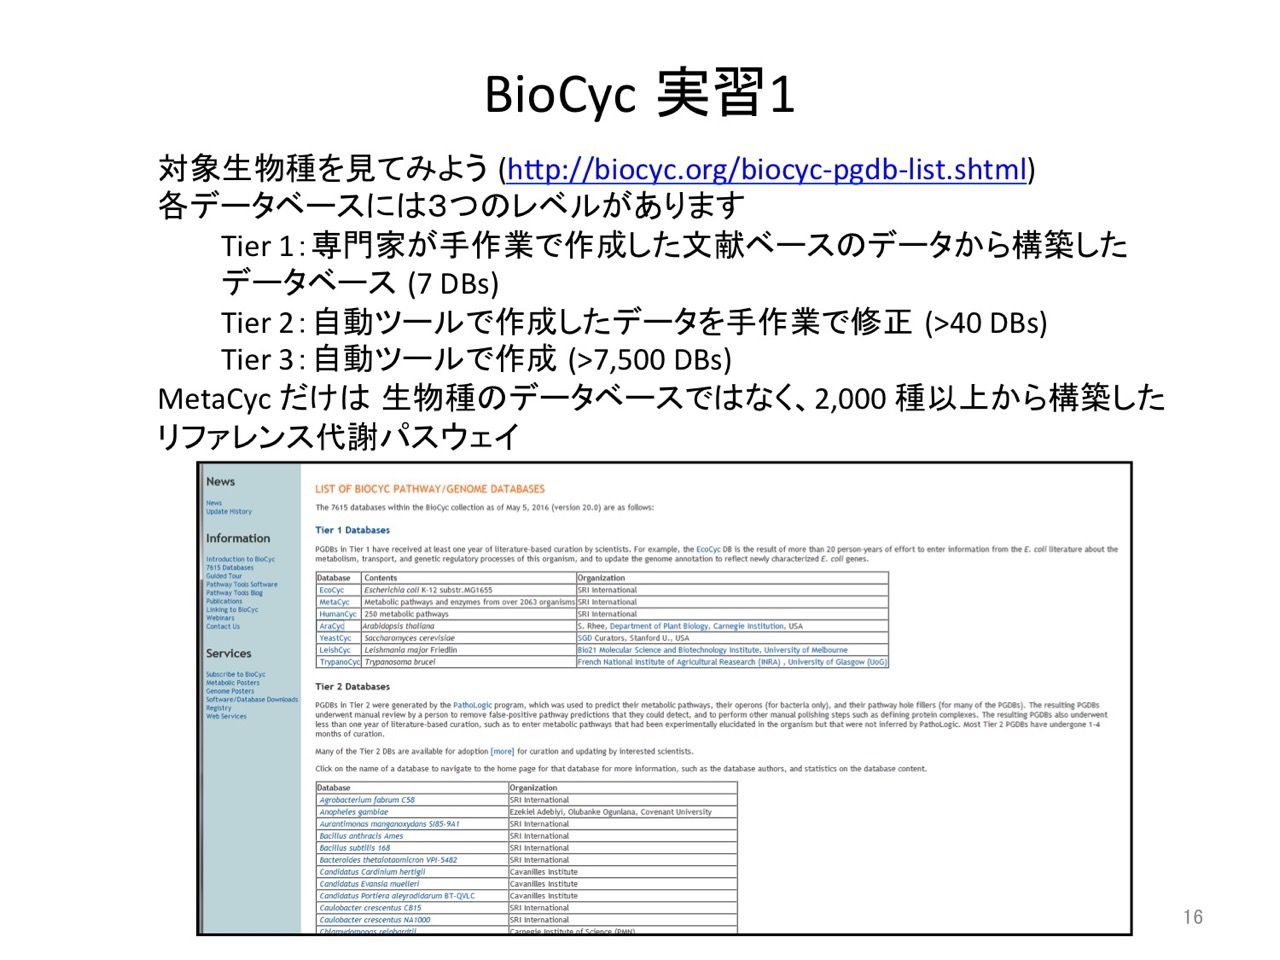 BioCyc 実習1
対象生物種を見てみよう (http://biocyc.org/biocyc-pgdb-list.shtml)
各データベースには３つのレベルがあります
Tier 1：専門家が手作業で作成した文献ベースのデータから構築した
データベース (7 DBs)
Tier 2：自動ツールで作成したデータを手作業で修正 (>40 DBs)
Tier 3：自動ツールで作成 (>7,500 DBs)
MetaCyc だけは 生物種のデータベースではなく、2,000 種以上から構築した
リファレンス代謝パスウェイ
News
News
Update History
Information
Introduction to BioCyc
7615 Databases
Guided Tour
Pathway Tools Software
Pathway Tools Blog
Publications
Linking to BioCyc
Webinars
Contact Us
Services
Subscribe to BioCyc
Metabolic Posters
Genome Posters
Software/Database Downloads
Registry
Web Services
LIST OF BIOCYC PATHWAY/GENOME DATABASES
The 7615 databases within the BioCyc collection as of May 5, 2016 (version 20.0) are as follows:
Tier 1 Databases
PGDBs in Tier 1 have received at least one year of literature-based curation by scientists. For example, the EcoCyc DB is the result of more than 20 person-years of effort to enter information from the E. coli literature about the
metabolism, transport, and genetic regulatory processes of this organism, and to update the genome annotation to reflect newly characterized E. coli genes.
Database Contents Organization
EcoCyc Escherichia coli K-12 substr.MG1655 SRI International
MetaCyc Metabolic pathways and enzymes from over 2063 organisms SRI International
HumanCyc 250 metabolic pathways SRI International
AraCyc Arabidopsis thaliana S. Rhee, Department of Plant Biology, Carnegie Institution, USA
YeastCyc Saccharomyces cerevisiae SGD Curators, Stanford U., USA
LeishCyc Leishmania major Friedlin Bio21 Molecular Science and Biotechnology Institute, University of Melbourne
TrypanoCyc Trypanosoma brucei French National Institute of Agricultural Reasearch (INRA) , University of Glasgow (UoG)
Tier 2 Databases
PGDBs in Tier 2 were generated by the PathoLogic program, which was used to predict their metabolic pathways, their operons (for bacteria only), and their pathway hole fillers (for many of the PGDBs). The resulting PGDBs
underwent manual review by a person to remove false-positive pathway predictions that they could detect, and to perform other manual polishing steps such as defining protein complexes. The resulting PGDBs also underwent
less than one year of literature-based curation, such as to enter metabolic pathways that had been experimentally elucidated in the organism but that were not inferred by PathoLogic. Most Tier 2 PGDBs have undergone 1-4
months of curation.
Many of the Tier 2 DBs are available for adoption [more] for curation and updating by interested scientists.
Click on the name of a database to navigate to the home page for that database for more information, such as the database authors, and statistics on the database content.
Database Organization
Agrobacterium fabrum C58 SRI International
Anopheles gambiae Ezekiel Adebiyi, Olubanke Ogunlana, Covenant University
Aurantimonas manganoxydans SI85-9A1 SRI International
Bacillus anthracis Ames SRI International
Bacillus subtilis 168 SRI International
Bacteroides thetaiotaomicron VPI-5482 SRI International
Candidatus Cardinium hertigii Cavanilles Institute
Candidatus Evansia muelleri Cavanilles Institute
Candidatus Portiera aleyrodidarum BT-QVLC Cavanilles Institute
Caulobacter crescentus CB15 SRI International
Caulobacter crescentus NA1000 SRI International
Chlamydomonas reinhardtii Carnegie Institute of Science (PMN)
16